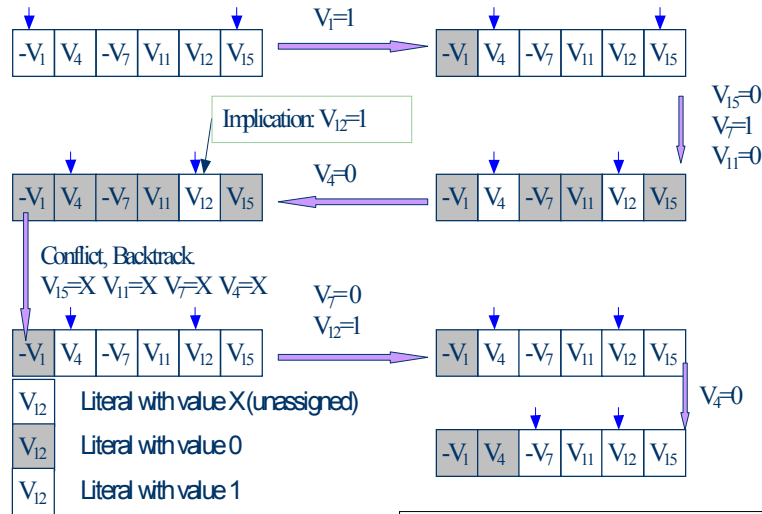 V1=1
-V1 V4 -V7 V11 V12 V15
-V1 V4 -V7 V11 V12 V15
V15=0
V7=1
V11=0
Implication: V12=1
V4=0
-V1 V4 -V7 V11 V12 V15
-V1 V4 -V7 V11 V12 V15
Conflict, Backtrack.
V15=X V11=X V7=X V4=X
V7=0
V12=1
-V1 V4 -V7 V11 V12 V15
-V1 V4 -V7 V11 V12 V15
V4=0
V12 Literal with value X(unassigned)
V12 Literal with value 0
-V1 V4 -V7 V11 V12 V15
V12 Literal with value 1